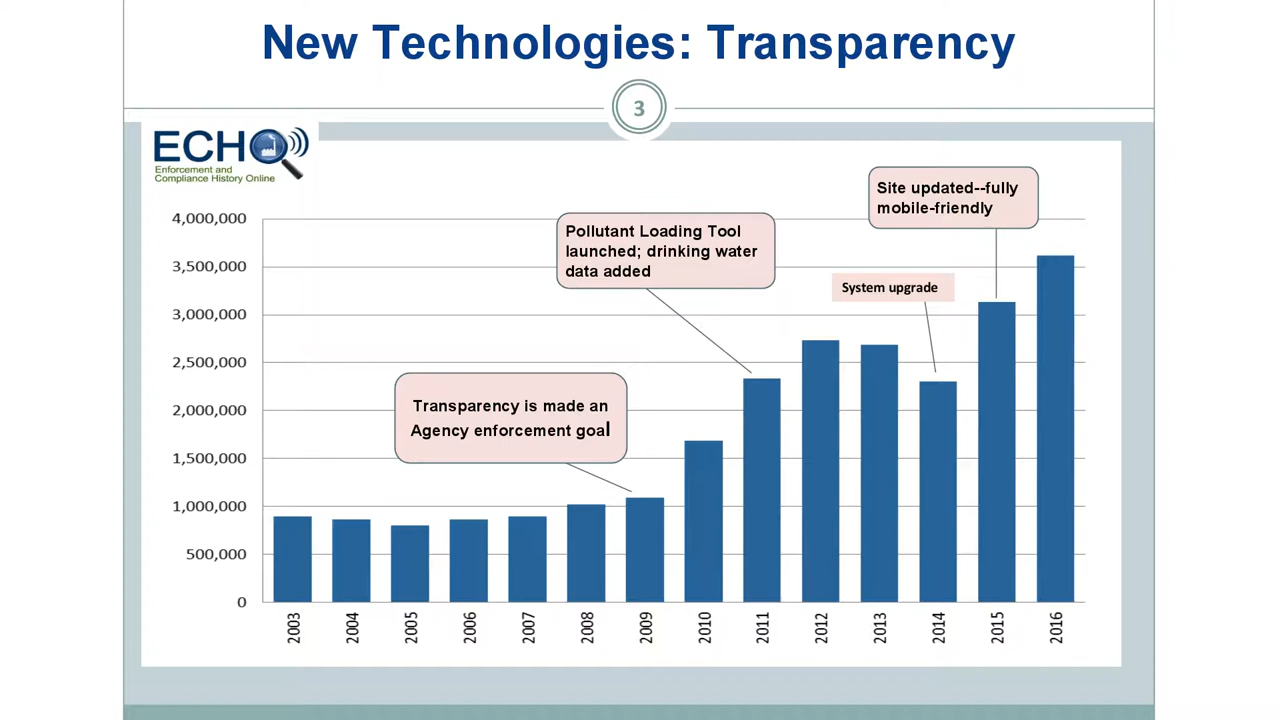 New Technologies: Transparency
3
ECHO
Enforcement and
Compliance History Online
Site updated--fully
mobile-friendly
Pollutant Loading Tool
launched; drinking water
data added
System upgrade
Transparency is made an
Agency enforcement goal
4,000,000
3,500,000
3,000,000
2,500,000
2,000,000
1,500,000
1,000,000
500,000
0
2003
2004
2005
2006
2007
2008
2009
2010
2011
2012
2013
2014
2015
2016